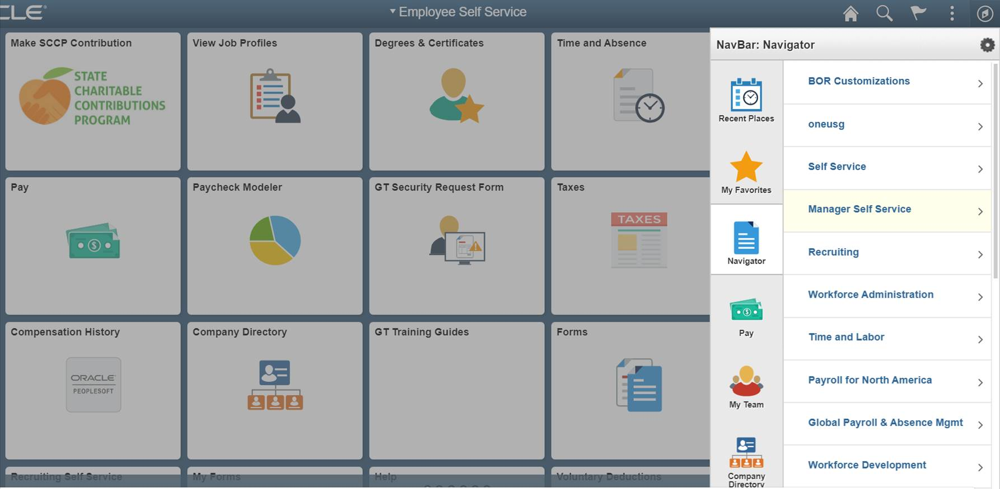 CLE®
Employee Self Service
NavBar: Navigator
Make SCCP Contribution
STATE
CHARITABLE
CONTRIBUTIONS
PROGRAM
View Job Profiles
Degrees & Certificates
Time and Absence
Pay
Paycheck Modeler
GT Security Request Form
Taxes
TAXES
Compensation History
ORACLE
PEOPLESOFT
Company Directory
GT Training Guides
Forms
Recruiting Self Service
My Forms
Help
Voluntary Deductions
Recent Places
My Favorites
Navigator
Pay
My Team
Company
Directory
BOR Customizations
oneusg
Self Service
Manager Self Service
Recruiting
Workforce Administration
Time and Labor
Payroll for North America
Global Payroll & Absence Mgmt
Workforce Development